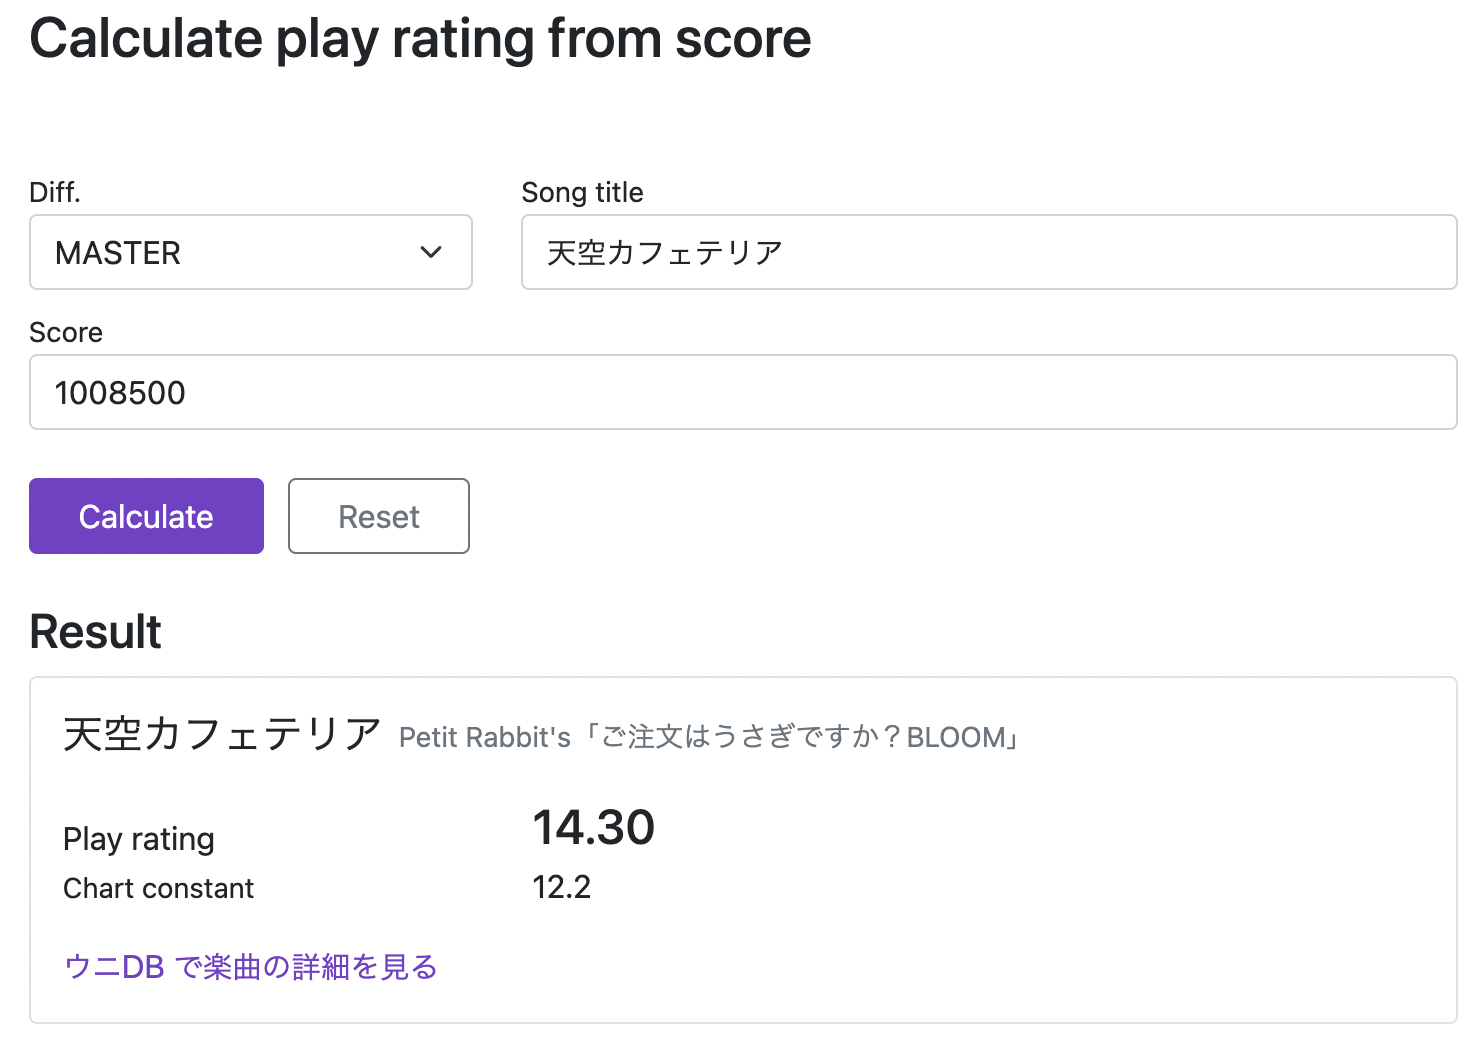 Calculate play rating from score
Diff.
Song title
MASTER
天空カフェテリア
Score
1008500
Calculate
Reset
Result
天空カフェテリア Petit Rabbit's「ご注文はうさぎですか？BLOOM」
Play rating 14.30
Chart constant 12.2
ウニDB で楽曲の詳細を見る